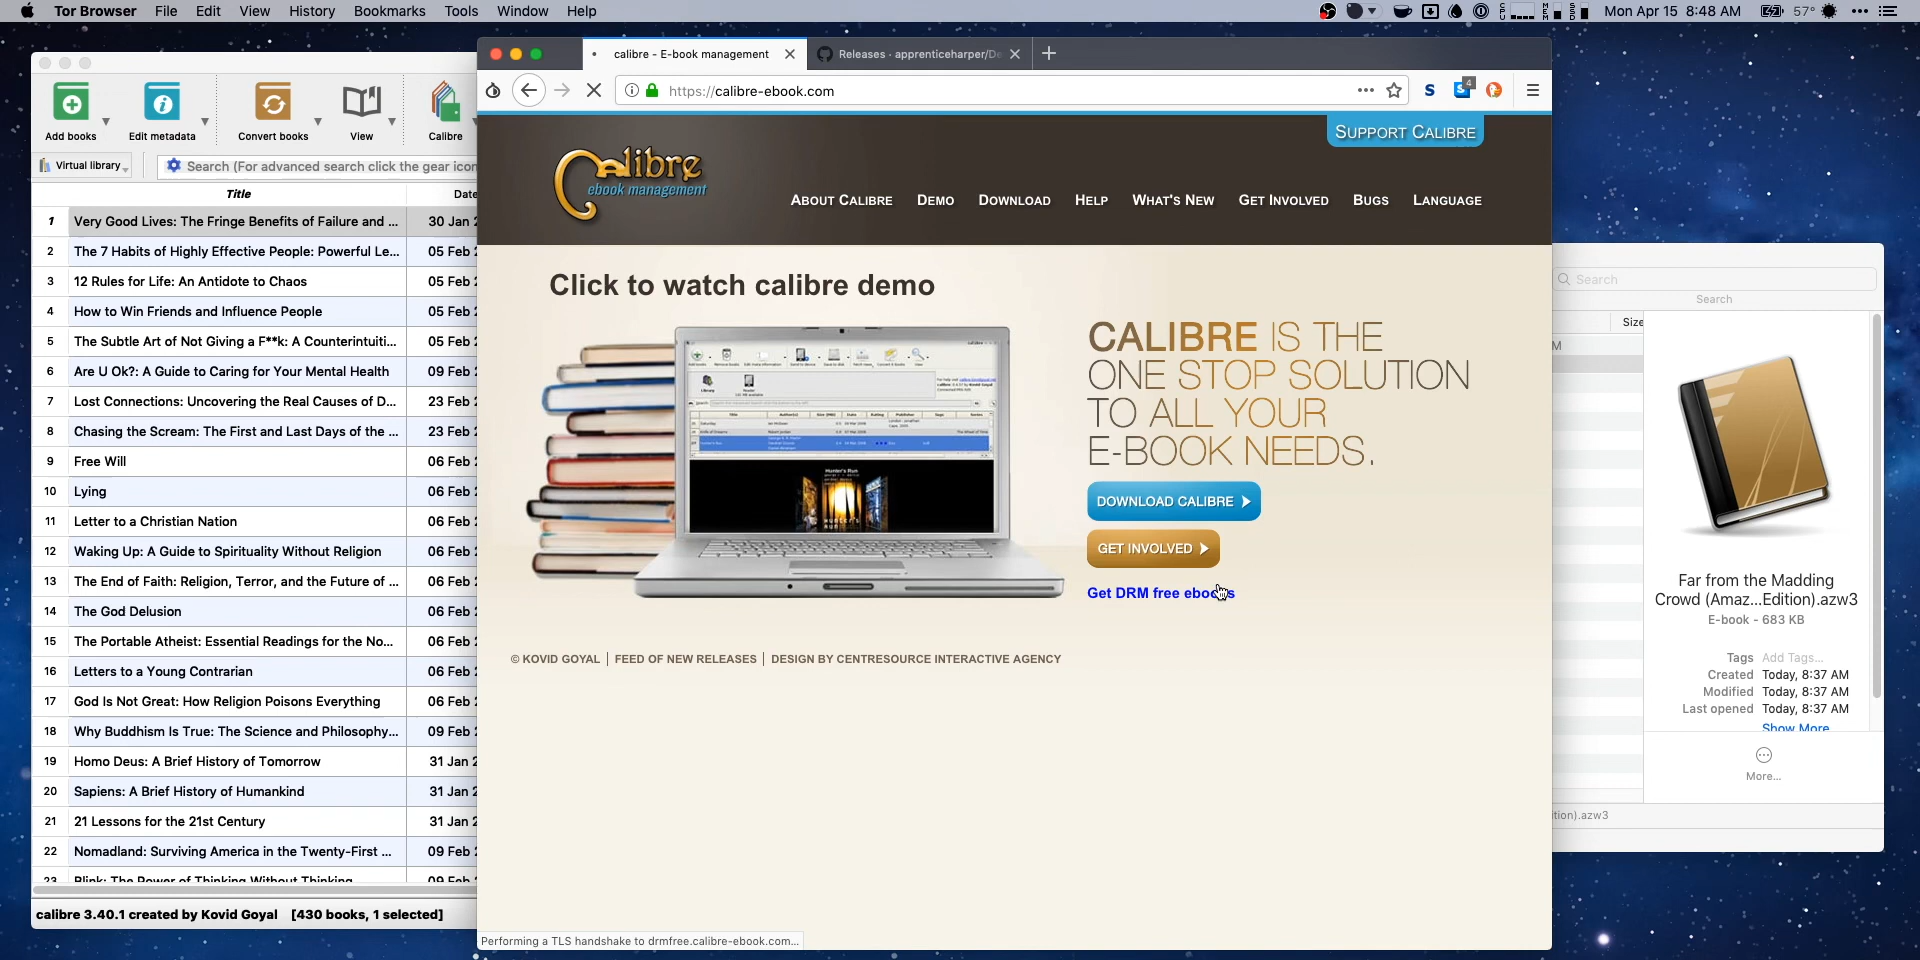 Tor Browser File Edit View History Bookmarks Tools Window Help
Mon Apr 15 8:48 AM 57°
calibre - E-book management
Releases · apprenticeharper/De
https://calibre-ebook.com
4
Add books
Edit metadata
Convert books
View
Calibre
Virtual library
Search (For advanced search click the gear icon
Title
Date
1 Very Good Lives: The Fringe Benefits of Failure and ... 30 Jan
2 The 7 Habits of Highly Effective People: Powerful Le... 05 Feb
3 12 Rules for Life: An Antidote to Chaos 05 Feb
4 How to Win Friends and Influence People 05 Feb
5 The Subtle Art of Not Giving a F**k: A Counterintuiti... 05 Feb
6 Are U Ok?: A Guide to Caring for Your Mental Health 09 Feb
7 Lost Connections: Uncovering the Real Causes of D... 23 Feb
8 Chasing the Scream: The First and Last Days of the ... 23 Feb
9 Free Will 06 Feb
10 Lying 06 Feb
11 Letter to a Christian Nation 06 Feb
12 Waking Up: A Guide to Spirituality Without Religion 06 Feb
13 The End of Faith: Religion, Terror, and the Future of ... 06 Feb
14 The God Delusion 06 Feb
15 The Portable Atheist: Essential Readings for the No... 06 Feb
16 Letters to a Young Contrarian 06 Feb
17 God Is Not Great: How Religion Poisons Everything 06 Feb
18 Why Buddhism Is True: The Science and Philosophy... 09 Feb
19 Homo Deus: A Brief History of Tomorrow 31 Jan
20 Sapiens: A Brief History of Humankind 31 Jan
21 21 Lessons for the 21st Century 31 Jan
22 Nomadland: Surviving America in the Twenty-First ... 09 Feb
23 Blink: The Power of Thinking Without Thinking 09 Feb
calibre 3.40.1 created by Kovid Goyal [430 books, 1 selected]
SUPPORT CALIBRE
Calibre
ebook management
ABOUT CALIBRE DEMO DOWNLOAD HELP WHAT'S NEW GET INVOLVED BUGS LANGUAGE
Click to watch calibre demo
CALIBRE IS THE
ONE STOP SOLUTION
TO ALL YOUR
E-BOOK NEEDS.
DOWNLOAD CALIBRE
GET INVOLVED
Get DRM free ebooks
© KOVID GOYAL | FEED OF NEW RELEASES | DESIGN BY CENTRESOURCE INTERACTIVE AGENCY
Performing a TLS handshake to drmfree.calibre-ebook.com...
Search
Search
Size
M
Far from the Madding
Crowd (Amaz...Edition).azw3
E-book - 683 KB
Tags Add Tags...
Created Today, 8:37 AM
Modified Today, 8:37 AM
Last opened Today, 8:37 AM
Show More
More...
ition).azw3